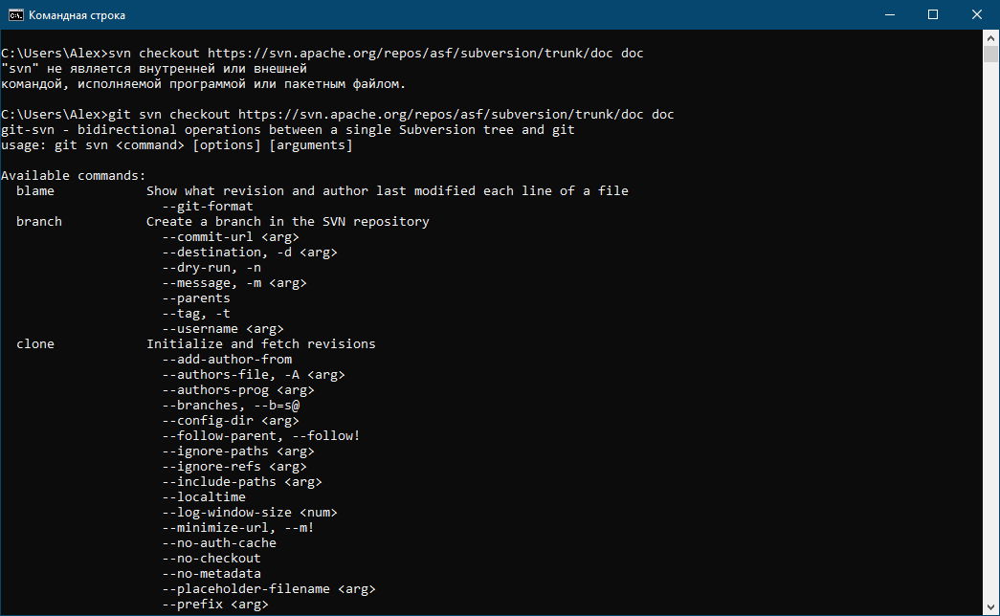 Командная строка
C:\Users\Alex>svn checkout https://svn.apache.org/repos/asf/subversion/trunk/doc doc
"svn" не является внутренней или внешней
командой, исполняемой программой или пакетным файлом.
C:\Users\Alex>git svn checkout https://svn.apache.org/repos/asf/subversion/trunk/doc doc
git-svn - bidirectional operations between a single Subversion tree and git
usage: git svn <command> [options] [arguments]
Available commands:
blame Show what revision and author last modified each line of a file
--git-format
branch Create a branch in the SVN repository
--commit-url <arg>
--destination, -d <arg>
--dry-run, -n
--message, -m <arg>
--parents
--tag, -t
--username <arg>
clone Initialize and fetch revisions
--add-author-from
--authors-file, -A <arg>
--authors-prog <arg>
--branches, --b=s@
--config-dir <arg>
--follow-parent, --follow!
--ignore-paths <arg>
--ignore-refs <arg>
--include-paths <arg>
--localtime
--log-window-size <num>
--minimize-url, --m!
--no-auth-cache
--no-checkout
--no-metadata
--placeholder-filename <arg>
--prefix <arg>